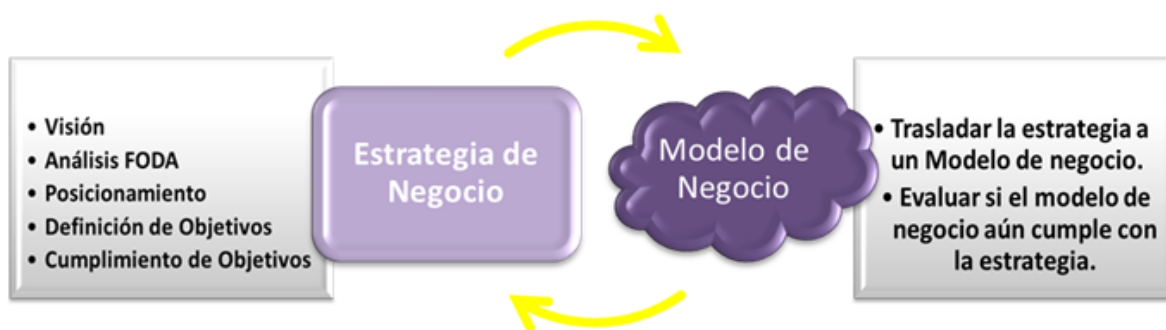 • Visión
• Análisis FODA
• Posicionamiento
• Definición de Objetivos
• Cumplimiento de Objetivos
Estrategia de
Negocio
Modelo de
Negocio
• Trasladar la estrategia a
un Modelo de negocio.
• Evaluar si el modelo de
negocio aún cumple con
la estrategia.